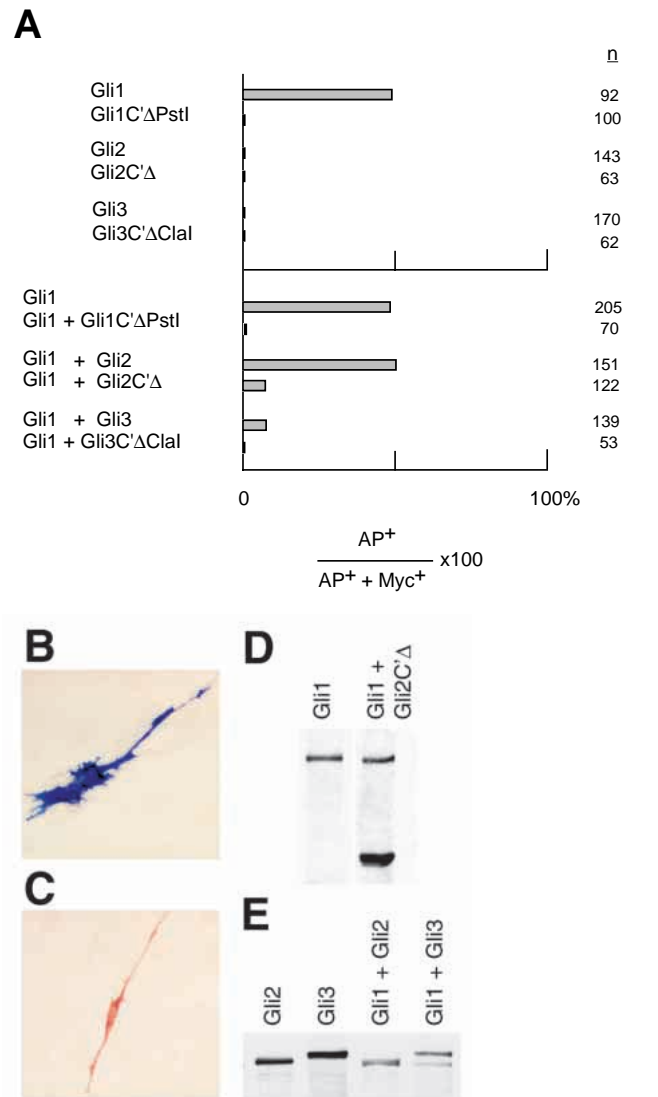 A
n
Gli1 92
Gli1C'ΔPstI 100
Gli2 143
Gli2C'Δ 63
Gli3 170
Gli3C'ΔClaI 62
Gli1 205
Gli1 + Gli1C'ΔPstI 70
Gli1 + Gli2 151
Gli1 + Gli2C'Δ 122
Gli1 + Gli3 139
Gli1 + Gli3C'ΔClaI 53
0 100%
AP+
AP+ + Myc+
x100
B
D
Gli1
Gli1 +
Gli2C'Δ
C
E
Gli2
Gli3
Gli1 + Gli2
Gli1 + Gli3